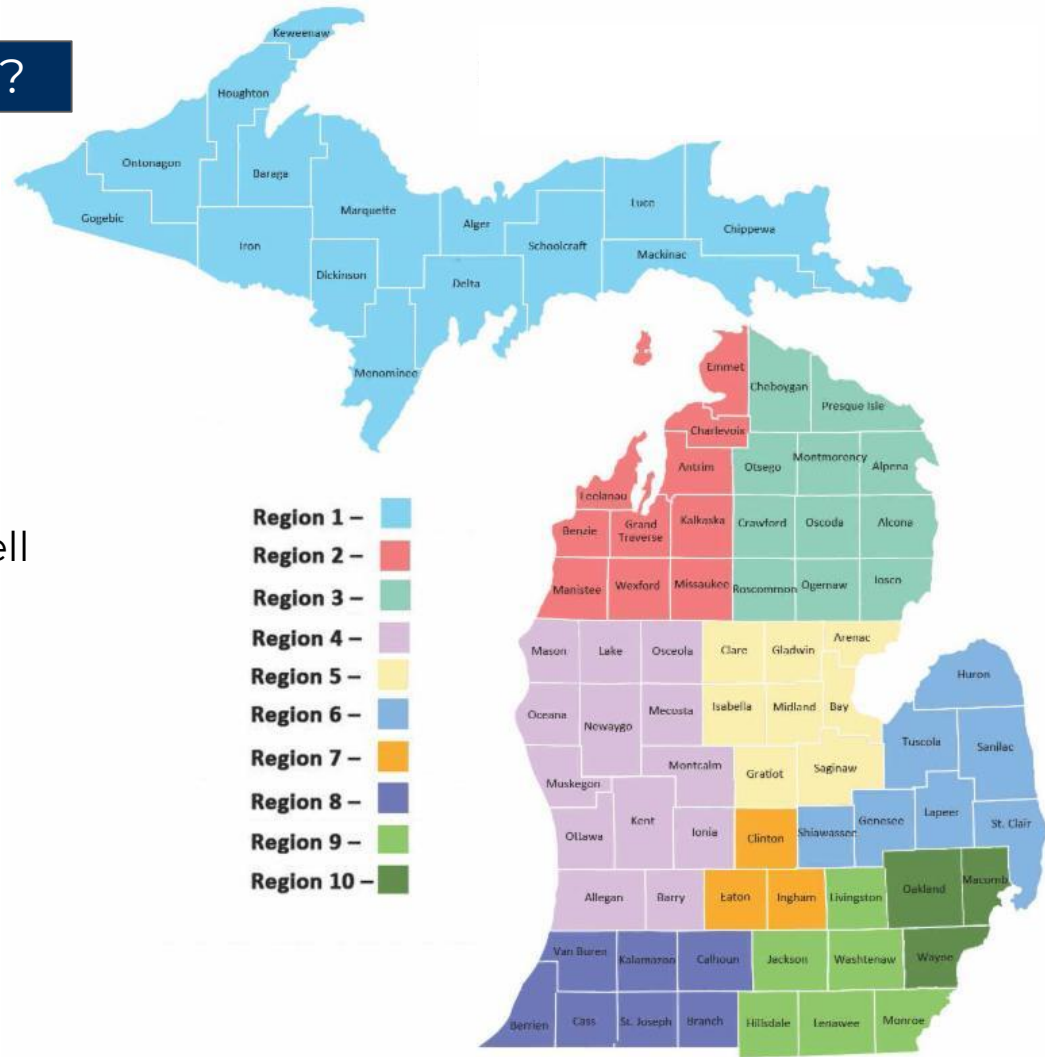 ?
Keweenaw
Houghton
Ontonagon
Baraga
Gogebic
Marquette
Iron
Alger
Luce
Chippewa
Schoolcraft
Mackinac
Dickinson
Delta
Menominee
Emmet
Cheboygan
Presque Isle
Charlevoix
Antrim
Otsego
Montmorency
Alpena
Leelanau
Benzie
Grand
Traverse
Kalkaska
Crawford
Oscoda
Alcona
Manistee
Wexford
Missaukee
Roscommon
Ogemaw
Iosco
ell
Region 1 –
Region 2 –
Region 3 –
Region 4 –
Region 5 –
Region 6 –
Region 7 –
Region 8 –
Region 9 –
Region 10 –
Mason
Lake
Osceola
Clare
Gladwin
Arenac
Huron
Oceana
Newaygo
Mecosta
Isabella
Midland
Bay
Tuscola
Sanilac
Muskegon
Montcalm
Gratiot
Saginaw
Ottawa
Kent
Ionia
Clinton
Shiawassee
Genesee
Lapeer
St. Clair
Allegan
Barry
Eaton
Ingham
Livingston
Oakland
Macomb
Van Buren
Kalamazoo
Calhoun
Jackson
Washtenaw
Wayne
Berrien
Cass
St. Joseph
Branch
Hillsdale
Lenawee
Monroe